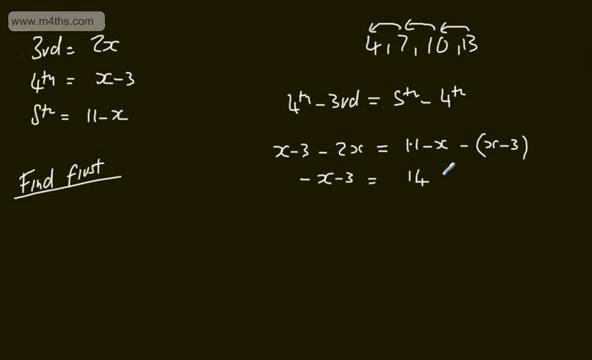 www.m4ths.com
3rd = 2x
4th = x-3
5th = 11-x
Find first
4, 7, 10, 13
4th - 3rd = 5th - 4th
x-3 - 2x = 11-x - (x-3)
-x-3 = 14